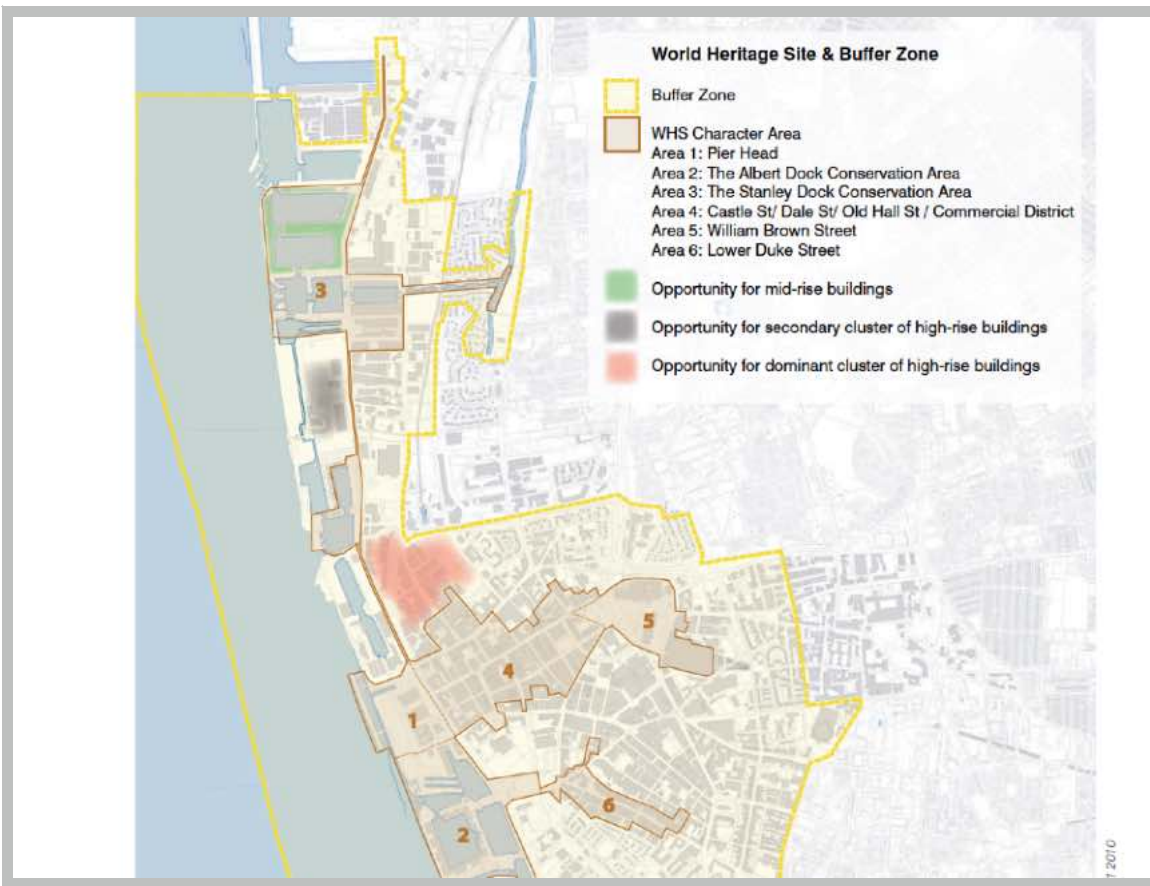 World Heritage Site & Buffer Zone
Buffer Zone
WHS Character Area
Area 1: Pier Head
Area 2: The Albert Dock Conservation Area
Area 3: The Stanley Dock Conservation Area
Area 4: Castle St/ Dale St/ Old Hall St / Commercial District
Area 5: William Brown Street
Area 6: Lower Duke Street
Opportunity for mid-rise buildings
Opportunity for secondary cluster of high-rise buildings
Opportunity for dominant cluster of high-rise buildings
3
5
4
1
6
2
2010